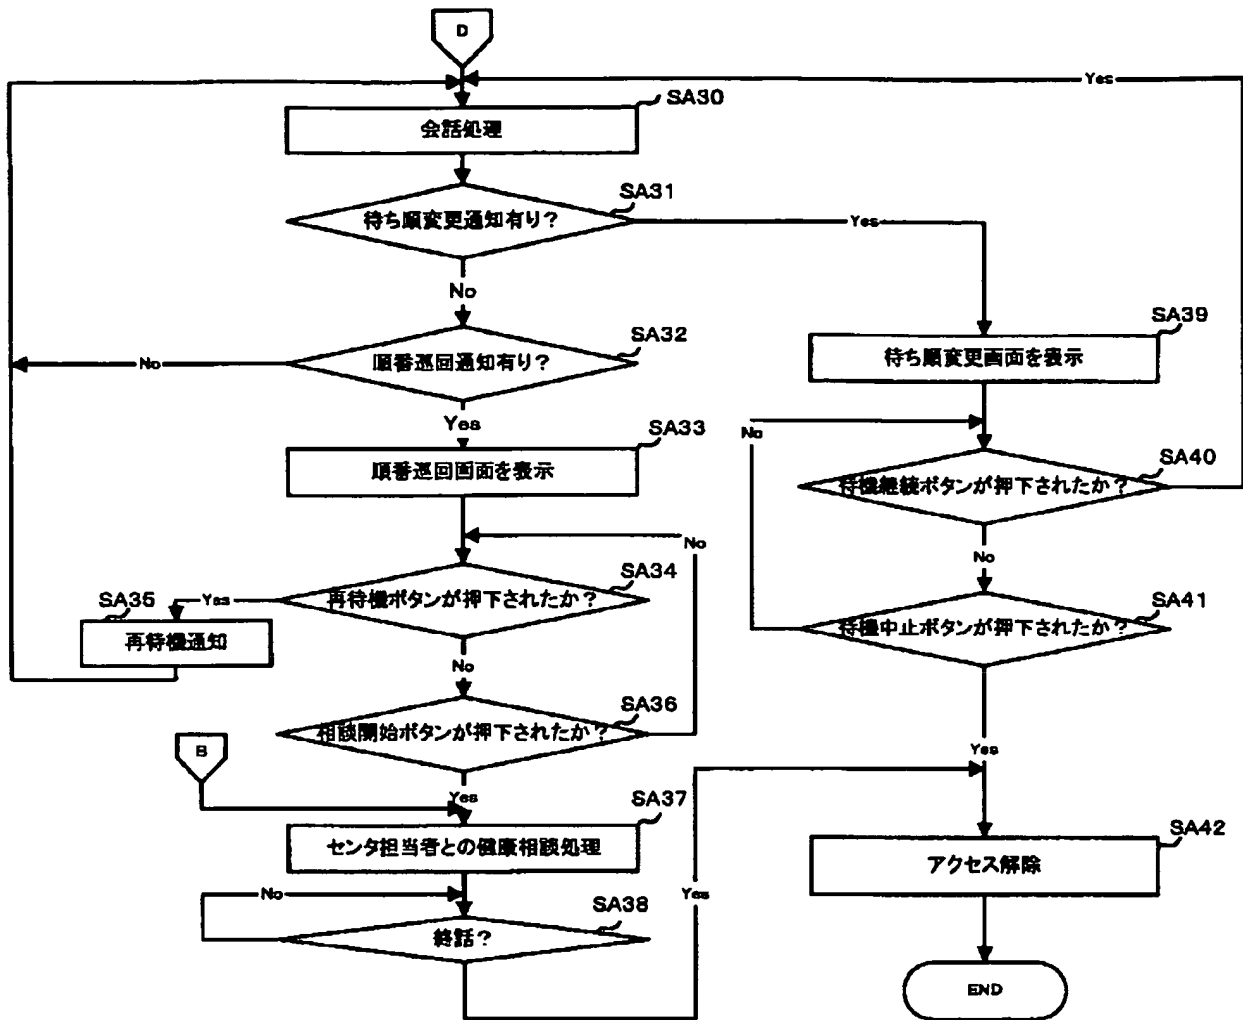 D
Yes
SA30
会話処理
SA31
待ち順変更通知有り?
Yes
No
SA32
順番巡回通知有り?
No
Yes
SA33
順番巡回画面を表示
No
SA34
再待機ボタンが押下されたか?
Yes
SA35
再待機通知
No
SA36
相談開始ボタンが押下されたか?
B
Yes
SA37
センタ担当者との健康相談処理
No
SA38
終話?
Yes
SA39
待ち順変更画面を表示
No
SA40
待機継続ボタンが押下されたか?
No
SA41
待機中止ボタンが押下されたか?
Yes
SA42
アクセス解除
END